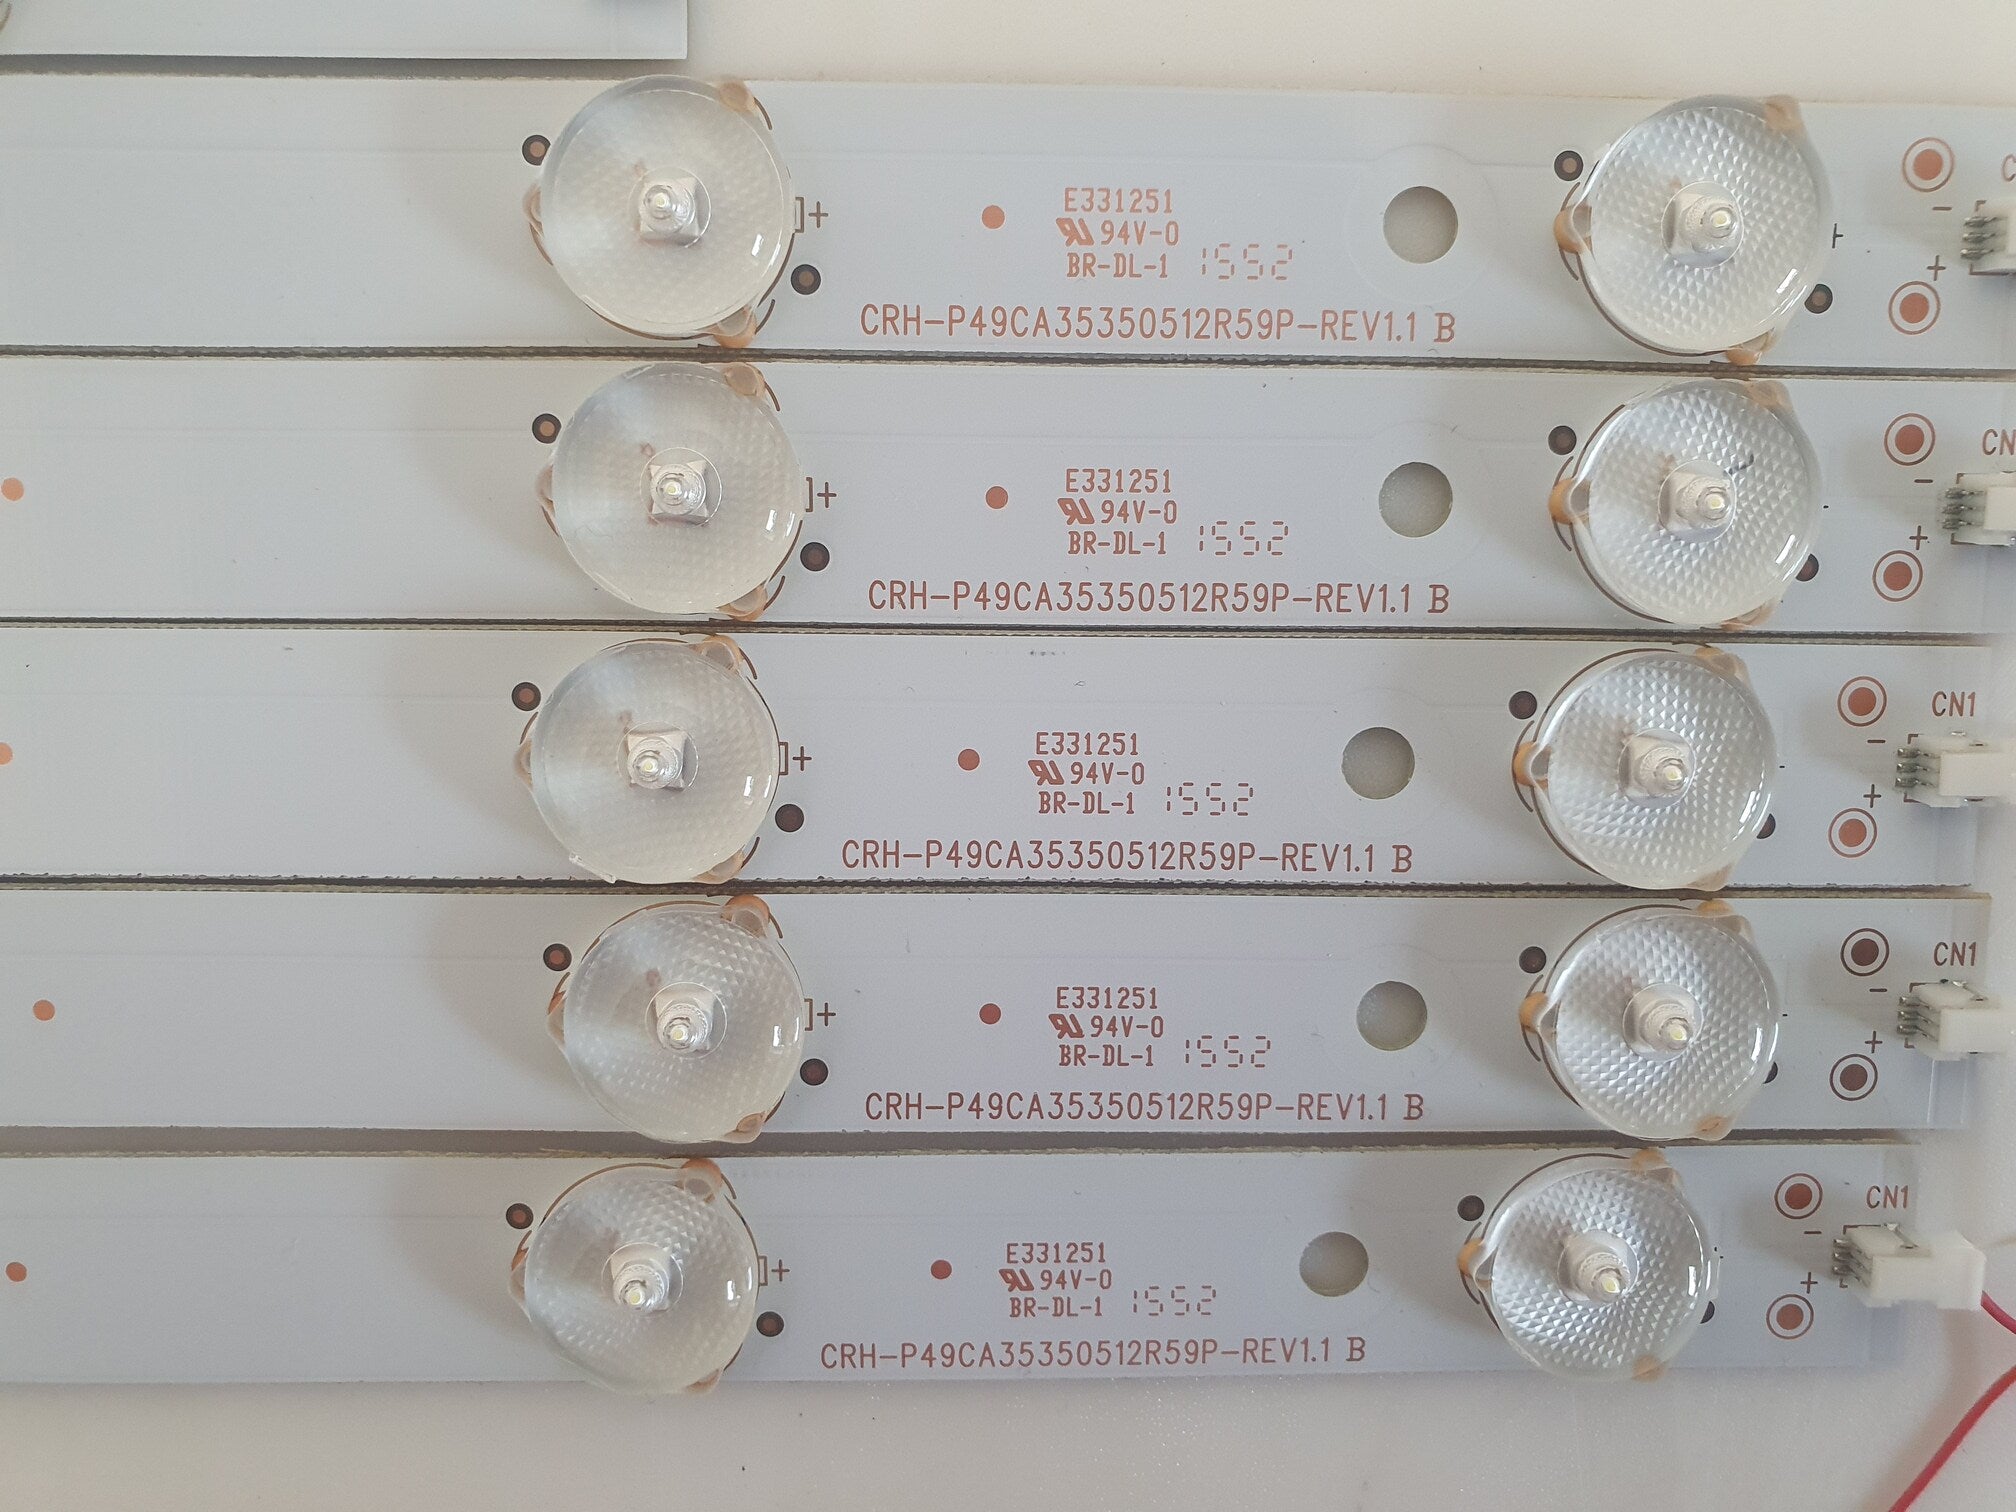 E331251
94V-0
BR-DL-1 1552
CRH-P49CA35350512R59P-REV1.1 B
+
-
+
E331251
94V-0
BR-DL-1 1552
CRH-P49CA35350512R59P-REV1.1 B
+
CN
-
+
E331251
94V-0
BR-DL-1 1552
CRH-P49CA35350512R59P-REV1.1 B
+
CN1
-
+
E331251
94V-0
BR-DL-1 1552
CRH-P49CA35350512R59P-REV1.1 B
+
CN1
-
+
E331251
94V-0
BR-DL-1 1552
CRH-P49CA35350512R59P-REV1.1 B
+
CN1
-
+